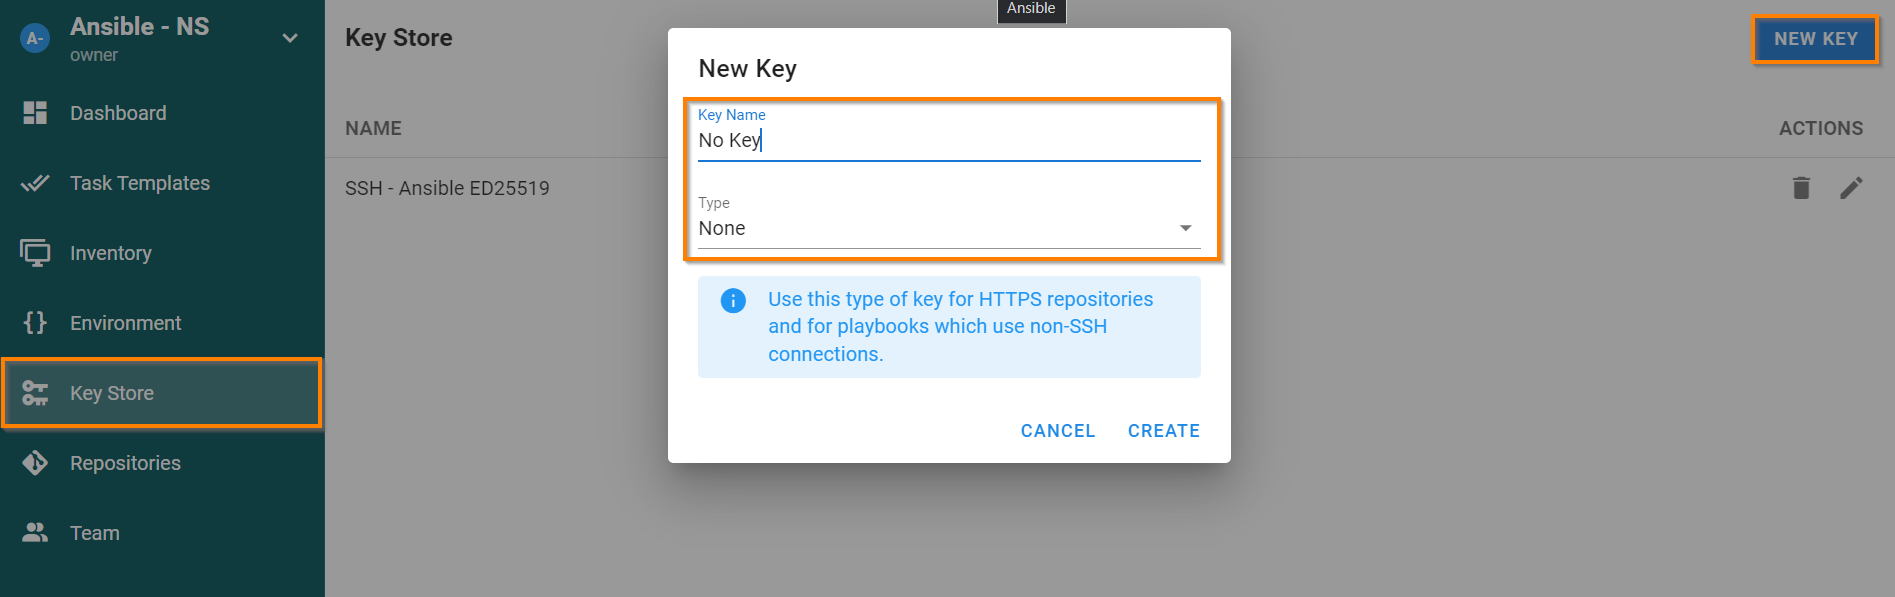 Ansible
A-
Ansible - NS
owner
Dashboard
Task Templates
Inventory
Environment
Key Store
Repositories
Team
Key Store
NEW KEY
NAME
ACTIONS
SSH - Ansible ED25519
New Key
Key Name
No Key
Type
None
Use this type of key for HTTPS repositories
and for playbooks which use non-SSH
connections.
CANCEL
CREATE